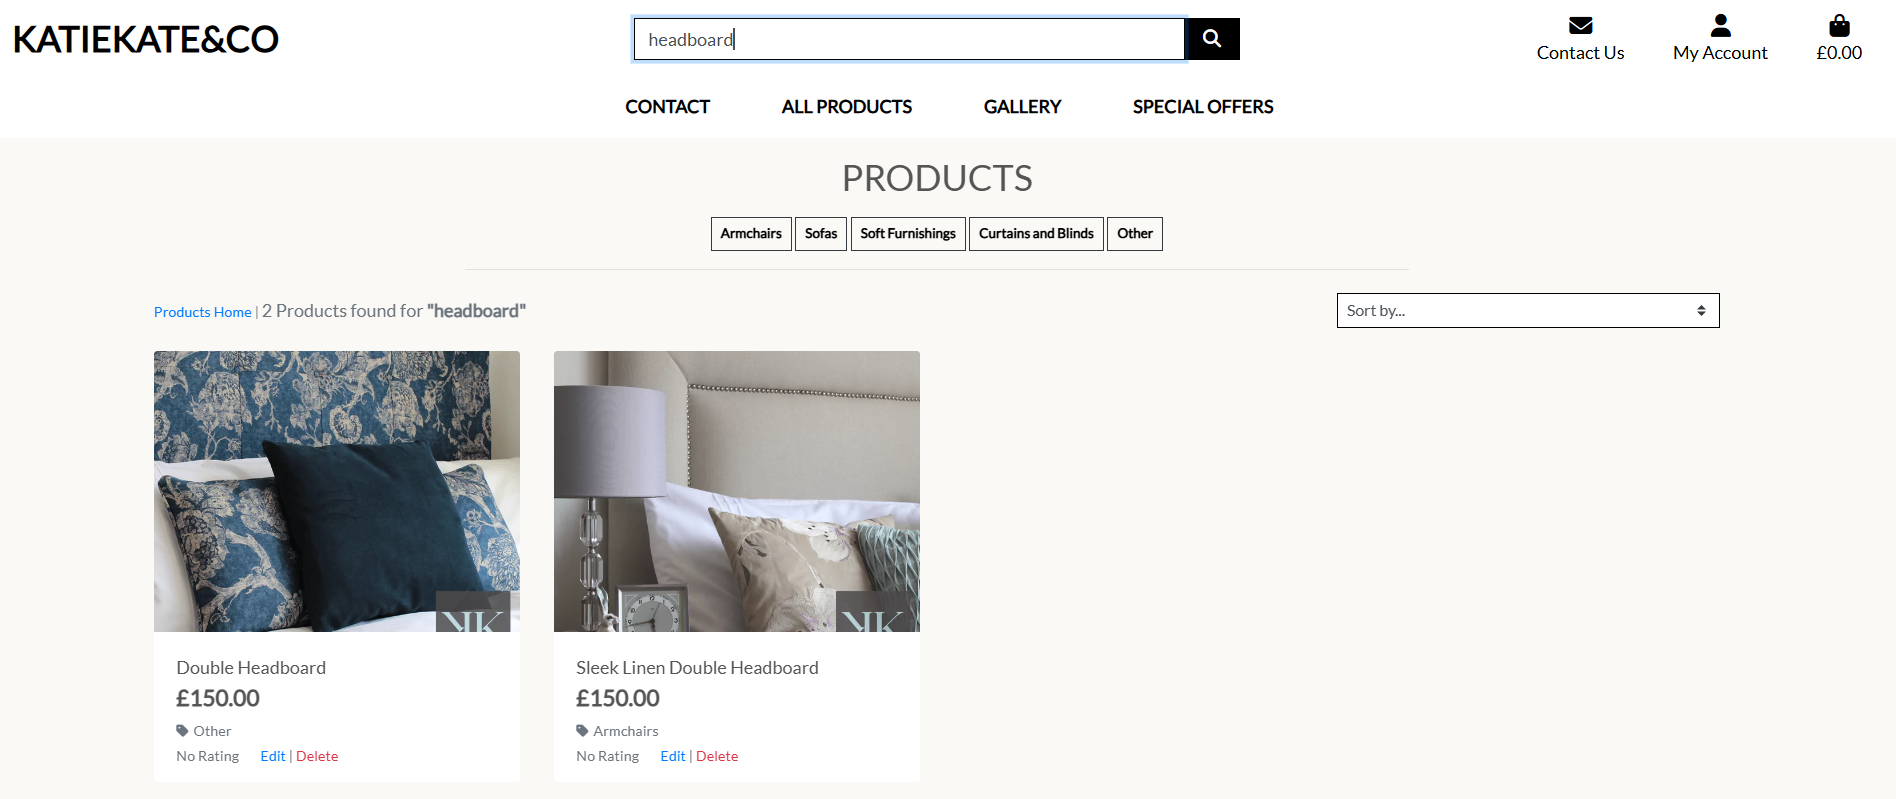 KATIEKATE&CO
headboard
Contact Us
My Account
£0.00
CONTACT
ALL PRODUCTS
GALLERY
SPECIAL OFFERS
PRODUCTS
Armchairs
Sofas
Soft Furnishings
Curtains and Blinds
Other
Products Home | 2 Products found for "headboard"
Sort by...
Double Headboard
£150.00
Other
No Rating Edit | Delete
Sleek Linen Double Headboard
£150.00
Armchairs
No Rating Edit | Delete